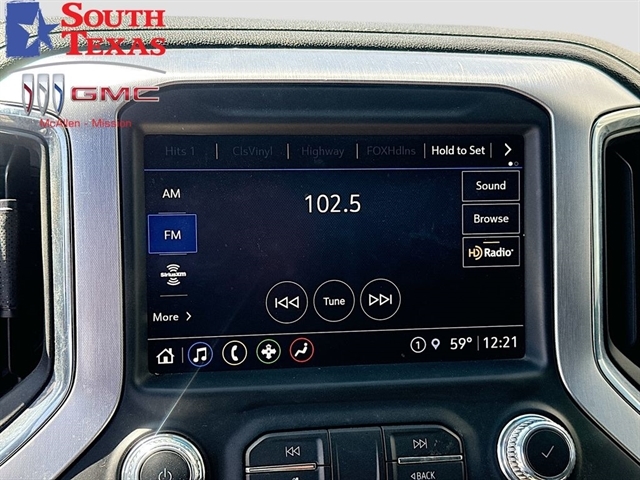 SOUTH
TEXAS
GMC
McAllen - Mission
Hits 1 ClsVinyl Highway FOXHdlns Hold to Set
AM
102.5
Sound
FM
Browse
SiriusXM
HD Radio
Tune
More
1 59° 12:21
BACK